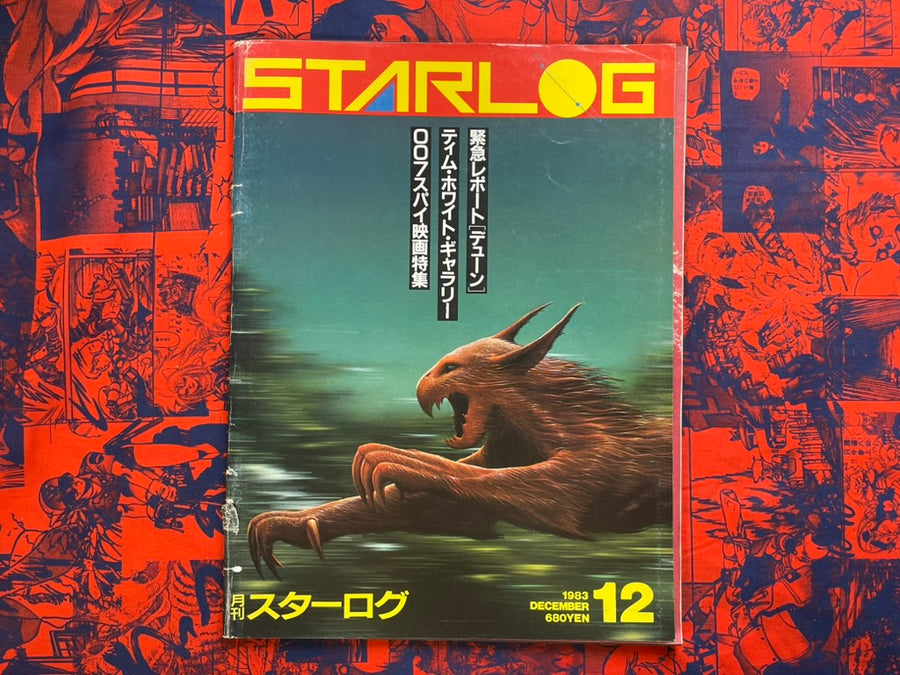 STARLOG
緊急レポート「デューン」
ティム・ホワイト・ギャラリー
007スパイ映画特集
月刊スターログ
1983
DECEMBER
680YEN
12